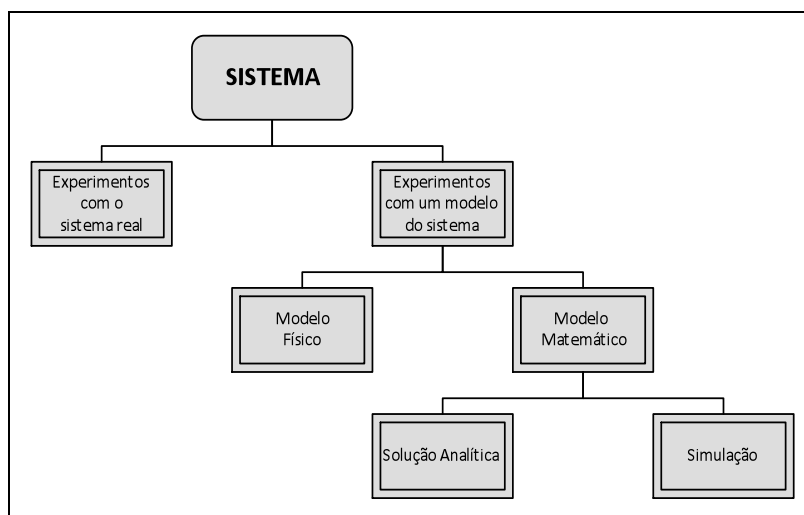 SISTEMA
Experimentos
com o
sistema real
Experimentos
com um modelo
do sistema
Modelo
Físico
Modelo
Matemático
Solução Analítica
Simulação